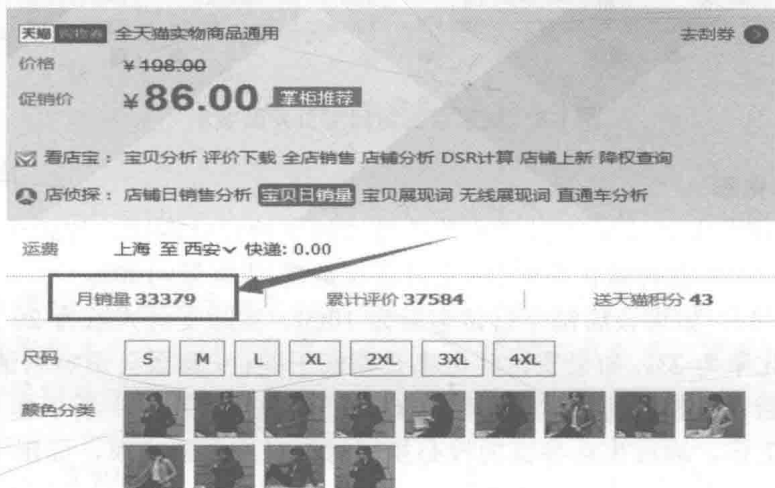 天猫 购物券 全天猫实物商品通用 去刮券
价格 ¥198.00
促销价 ¥86.00 掌柜推荐
看店宝： 宝贝分析 评价下载 全店销售 店铺分析 DSR计算 店铺上新 降权查询
店侦探： 店铺日销售分析 宝贝日销量 宝贝展现词 无线展现词 直通车分析
运费 上海 至 西安 快递: 0.00
月销量 33379 累计评价 37584 送天猫积分 43
尺码 S M L XL 2XL 3XL 4XL
颜色分类